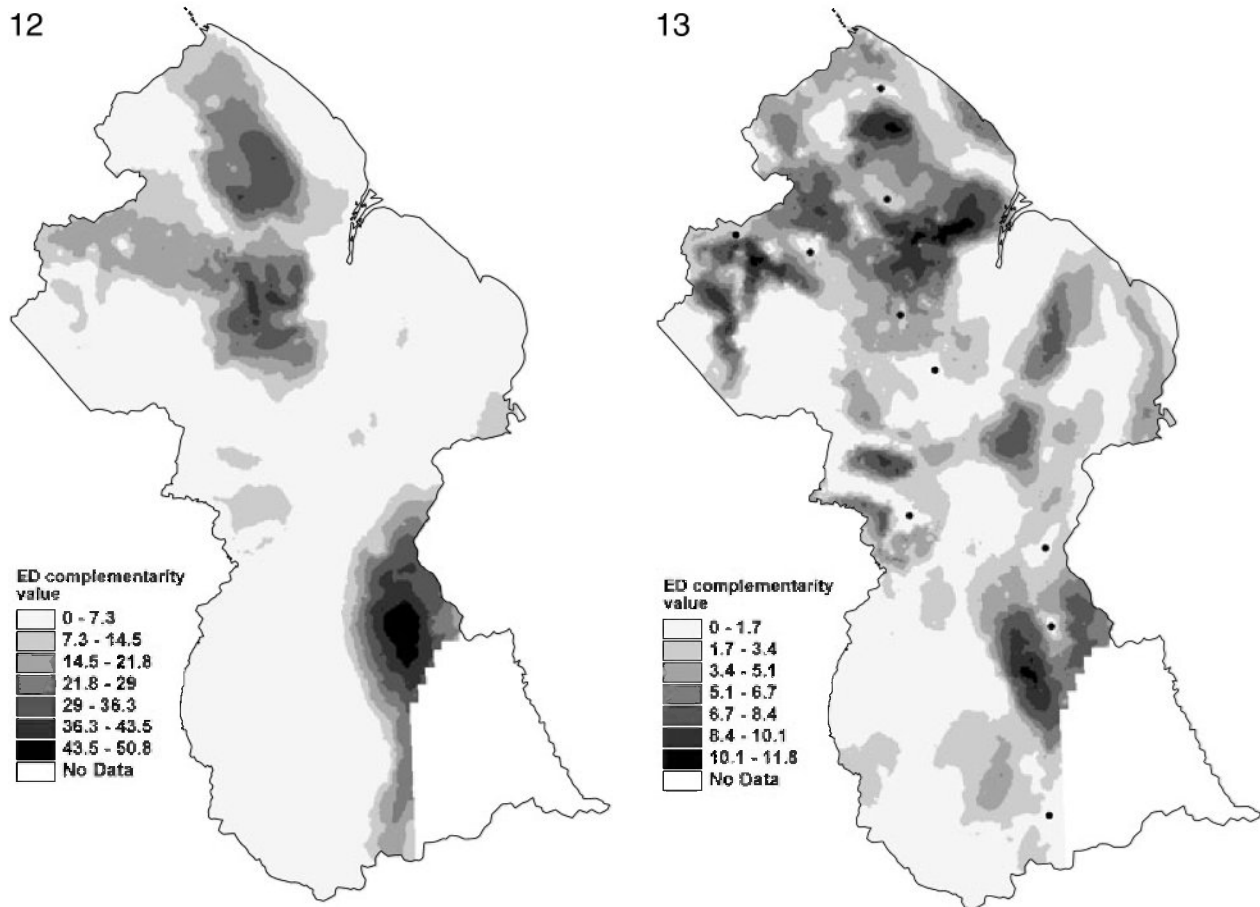 12
ED complementarity
value
0 - 7.3
7.3 - 14.5
14.5 - 21.8
21.8 - 29
29 - 36.3
36.3 - 43.5
43.5 - 50.8
No Data
13
ED complementarity
value
0 - 1.7
1.7 - 3.4
3.4 - 5.1
5.1 - 6.7
6.7 - 8.4
8.4 - 10.1
10.1 - 11.8
No Data